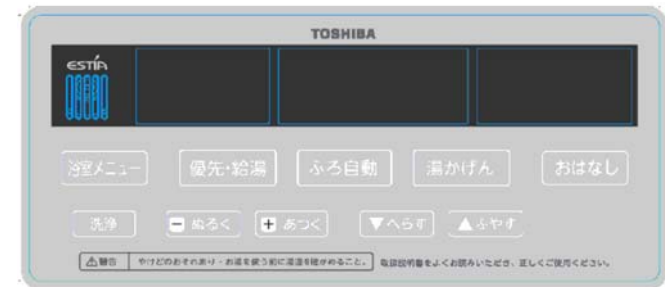 TOSHIBA
ESTÍA
浴室メニュー 優先・給湯 ふろ自動 湯かげん おはなし
洗浄 − ぬるく + あつく ▼へらす ▲ふやす
⚠警告 やけどのおそれあり・お湯を使う前に湯温を確かめること。 取扱説明書をよくお読みいただき、正しくご使用ください。